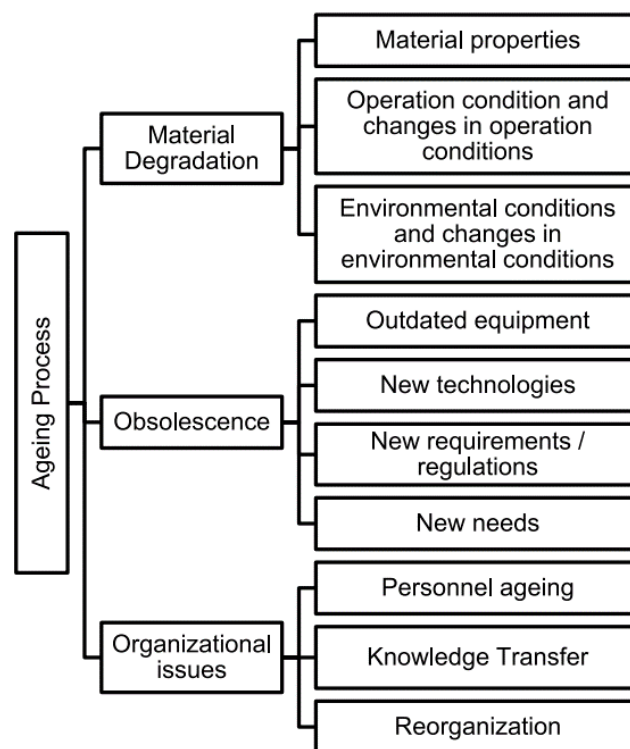 Ageing Process
Material
Degradation
Material properties
Operation condition and
changes in operation
conditions
Environmental conditions
and changes in
environmental conditions
Obsolescence
Outdated equipment
New technologies
New requirements /
regulations
New needs
Organizational
issues
Personnel ageing
Knowledge Transfer
Reorganization